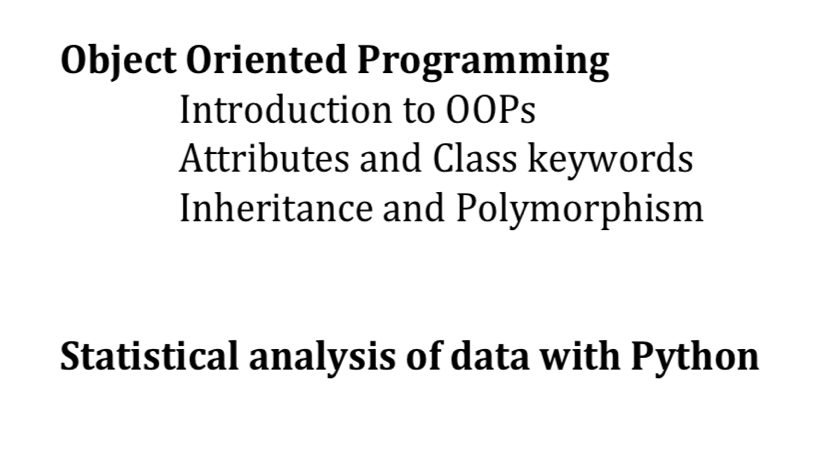 Object Oriented Programming
Introduction to OOPs
Attributes and Class keywords
Inheritance and Polymorphism
Statistical analysis of data with Python